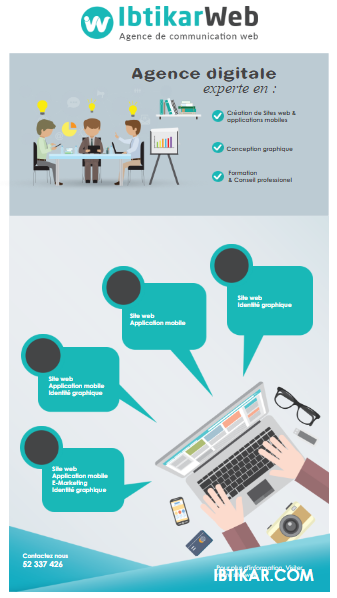 IbtikarWeb
Agence de communication web
Agence digitale
experte en :
Création de Sites web &
applications mobiles
Conception graphique
Formation
& Conseil professionel
Site web
Identité graphique
Site web
Application mobile
Site web
Application mobile
Identité graphique
Site web
Application mobile
E-Marketing
Identité graphique
Contactez nous
52 337 426
Pour plus d'information, Visitez
IBTIKAR.COM